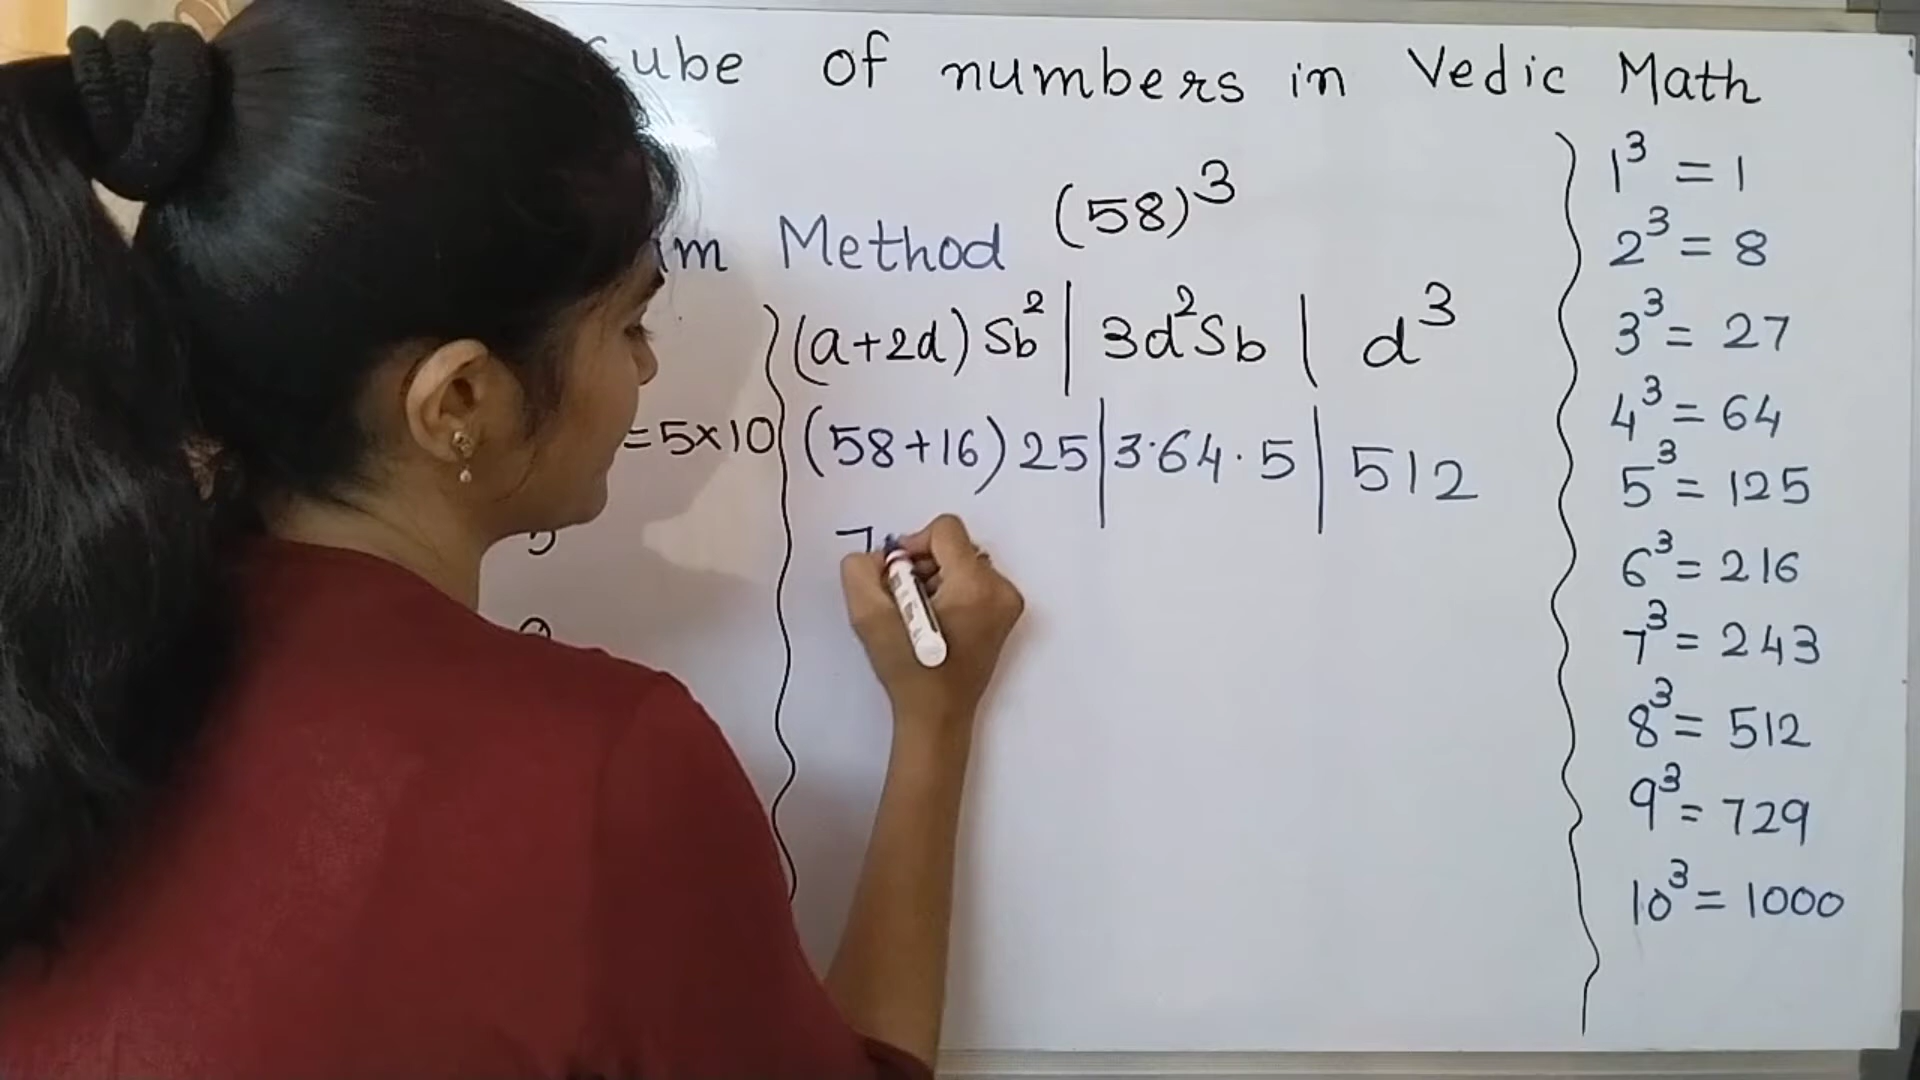 ube of numbers in Vedic Math
Method (58)³
(a+2d) Sb² | 3d²Sb | d³
=5×10 (58+16) 25 | 3·64·5 | 512
7
1³ = 1
2³ = 8
3³ = 27
4³ = 64
5³ = 125
6³ = 216
7³ = 243
8³ = 512
9³ = 729
10³ = 1000